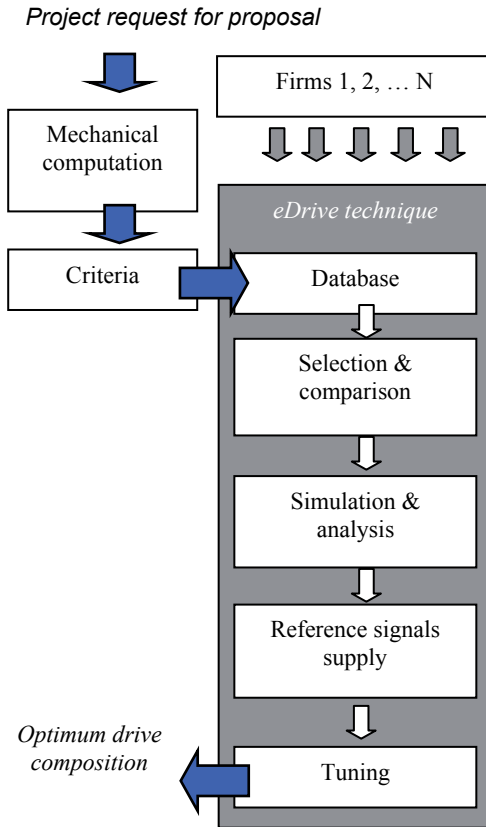 Project request for proposal
Firms 1, 2, … N
Mechanical
computation
eDrive technique
Criteria
Database
Selection &
comparison
Simulation &
analysis
Reference signals
supply
Optimum drive
composition
Tuning